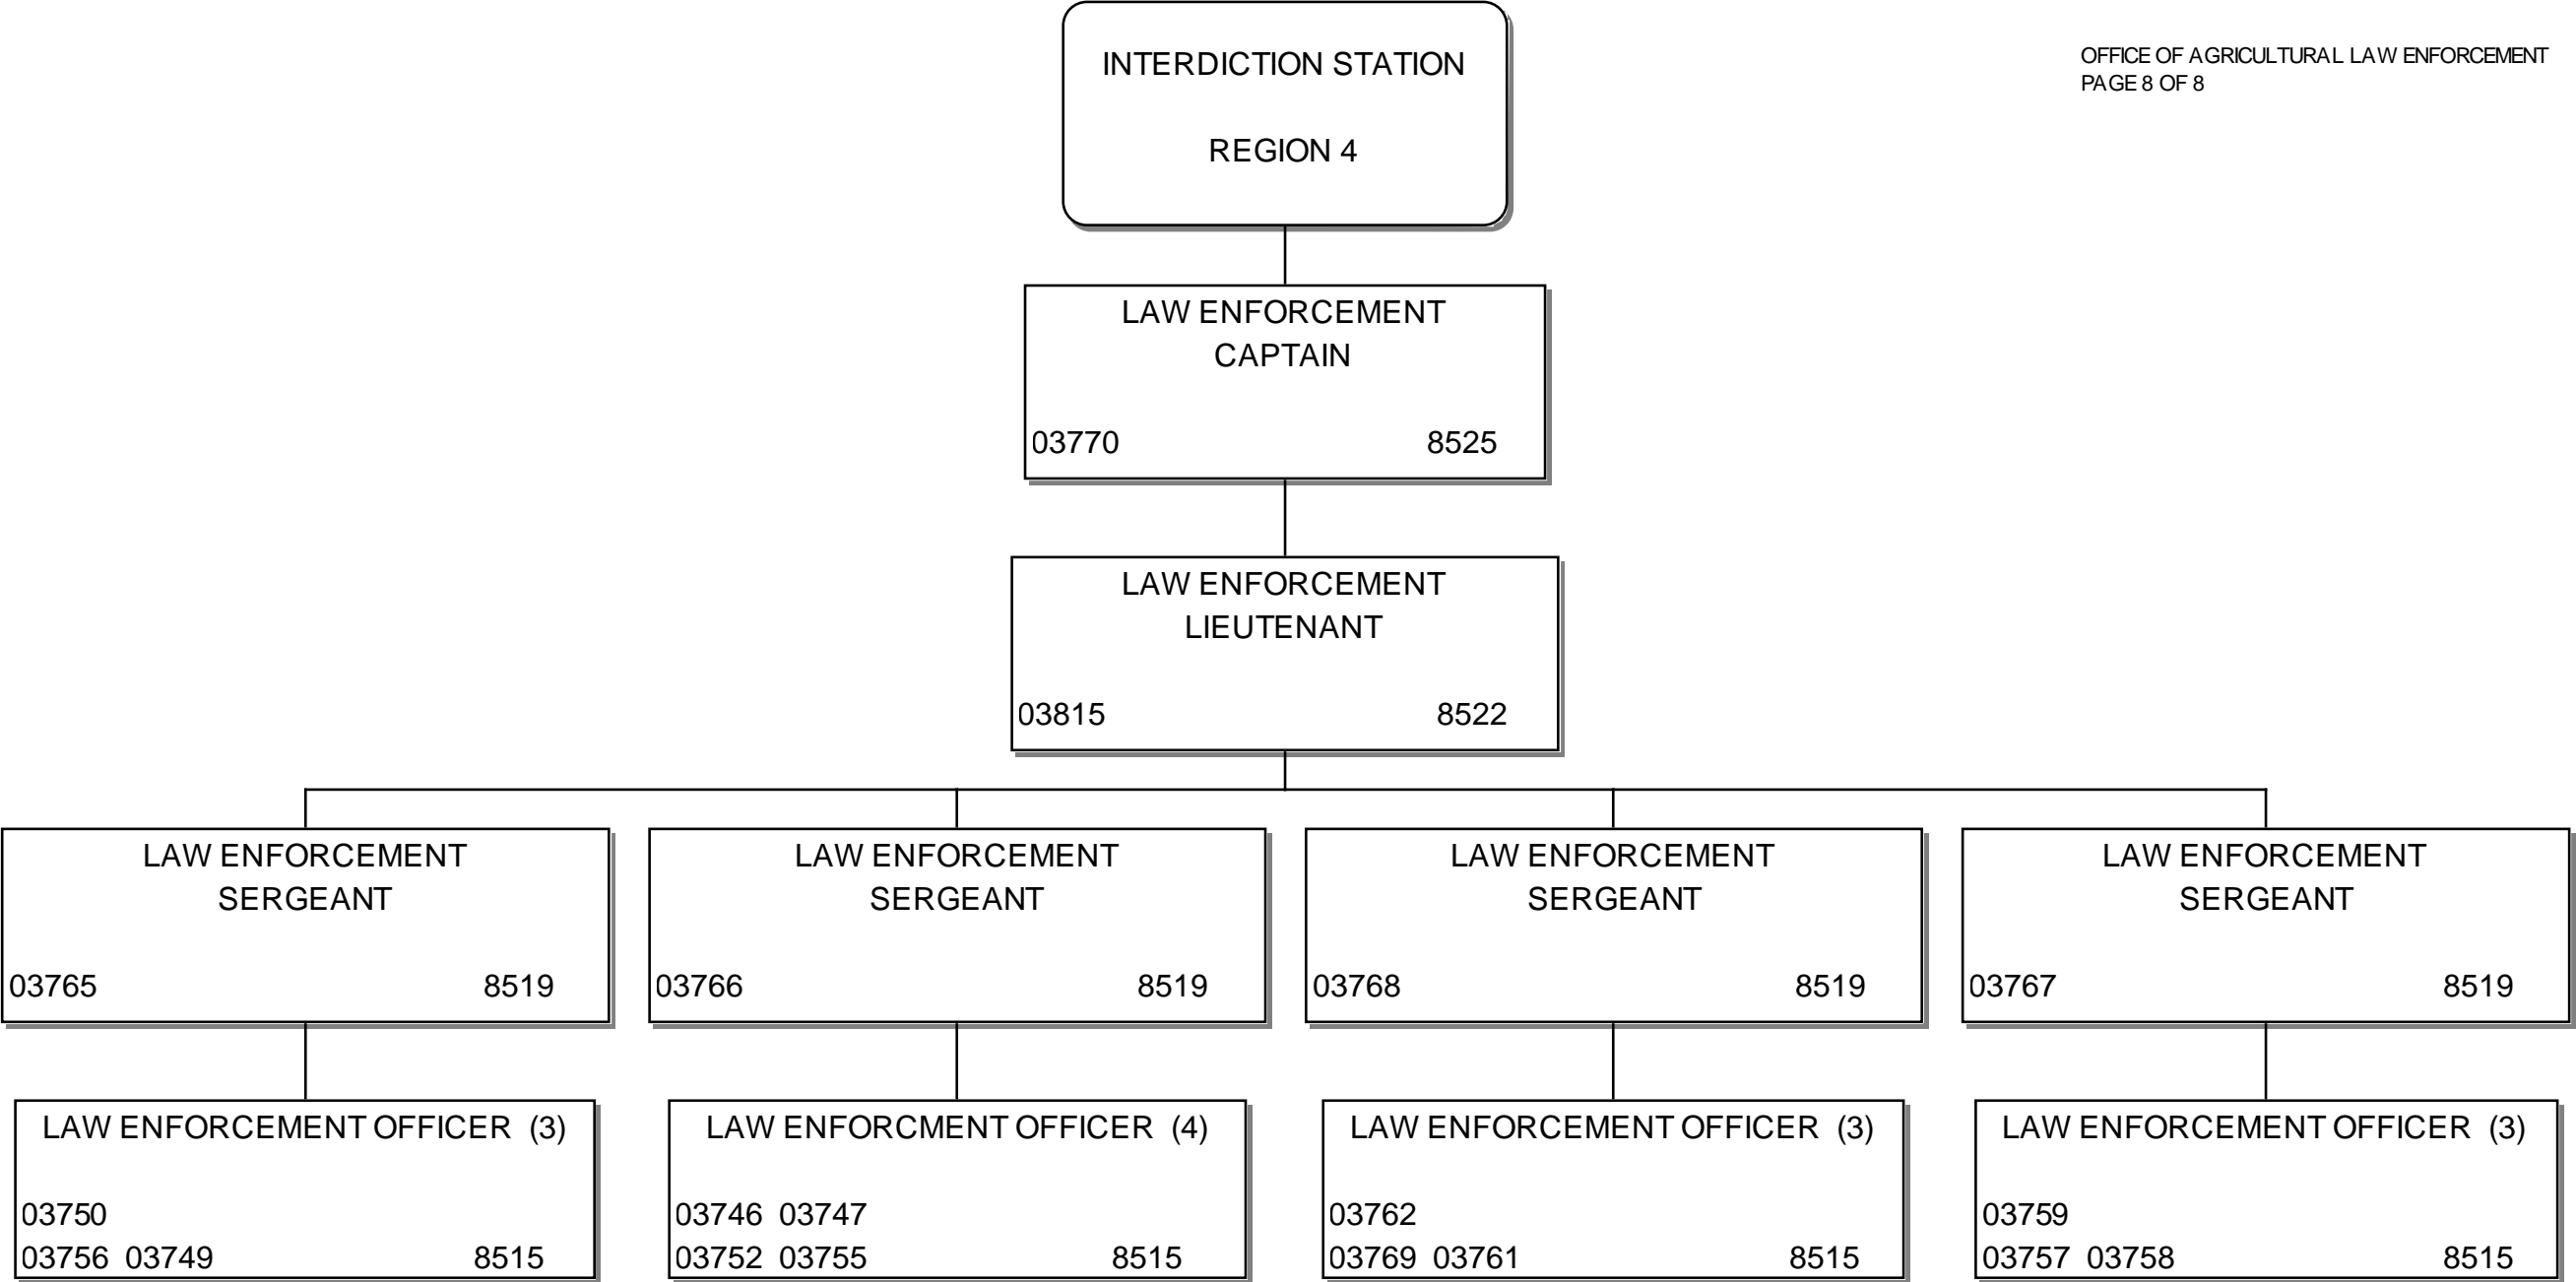 INTERDICTION STATION
REGION 4
OFFICE OF AGRICULTURAL LAW ENFORCEMENT
PAGE 8 OF 8
LAW ENFORCEMENT
CAPTAIN
03770 8525
LAW ENFORCEMENT
LIEUTENANT
03815 8522
LAW ENFORCEMENT
SERGEANT
03765 8519
LAW ENFORCEMENT
SERGEANT
03766 8519
LAW ENFORCEMENT
SERGEANT
03768 8519
LAW ENFORCEMENT
SERGEANT
03767 8519
LAW ENFORCEMENT OFFICER (3)
03750
03756 03749 8515
LAW ENFORCMENT OFFICER (4)
03746 03747
03752 03755 8515
LAW ENFORCEMENT OFFICER (3)
03762
03769 03761 8515
LAW ENFORCEMENT OFFICER (3)
03759
03757 03758 8515